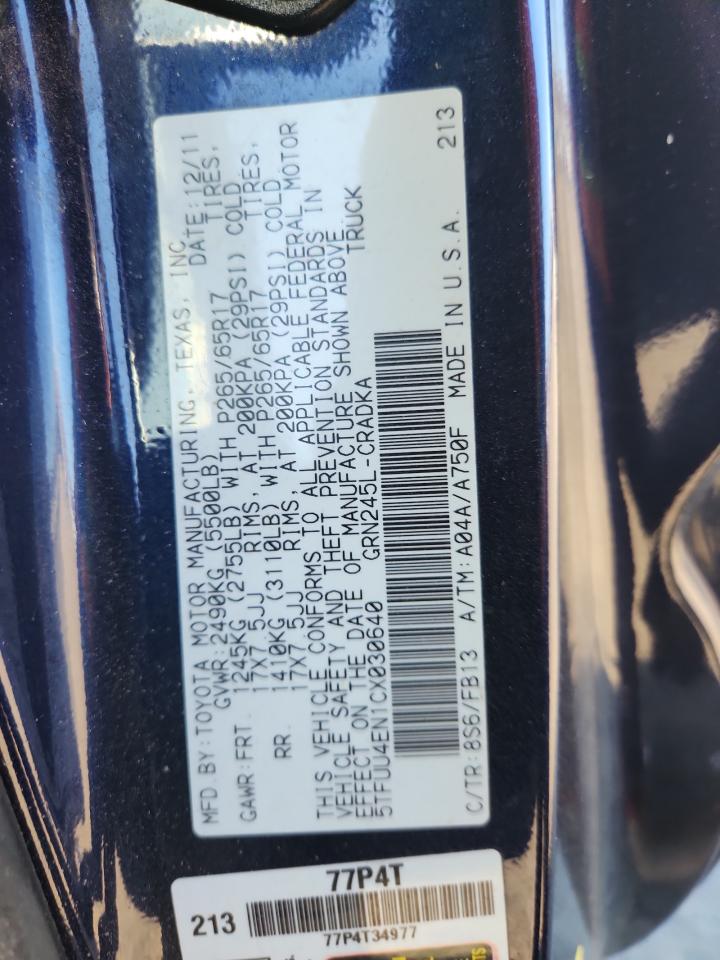 MFD. BY: TOYOTA MOTOR MANUFACTURING, TEXAS, INC. DATE: 12/11
GVWR: 2490KG (5500LB)
GAWR: FRT. 1245KG (2755LB) WITH P265/65R17 TIRES,
17X7.5JJ RIMS, AT 200KPA (29PSI) COLD
RR. 1410KG (3110LB) WITH P265/65R17 TIRES,
17X7.5JJ RIMS, AT 200KPA (29PSI) COLD
THIS VEHICLE CONFORMS TO ALL APPLICABLE FEDERAL MOTOR
VEHICLE SAFETY AND THEFT PREVENTION STANDARDS IN
EFFECT ON THE DATE OF MANUFACTURE SHOWN ABOVE
5TFUU4EN1CX030640 GRN245L-CRADKA TRUCK
C/TR: 8S6/FB13 A/TM: A04A/A750F MADE IN U.S.A. 213
77P4T
213
77P4T34977